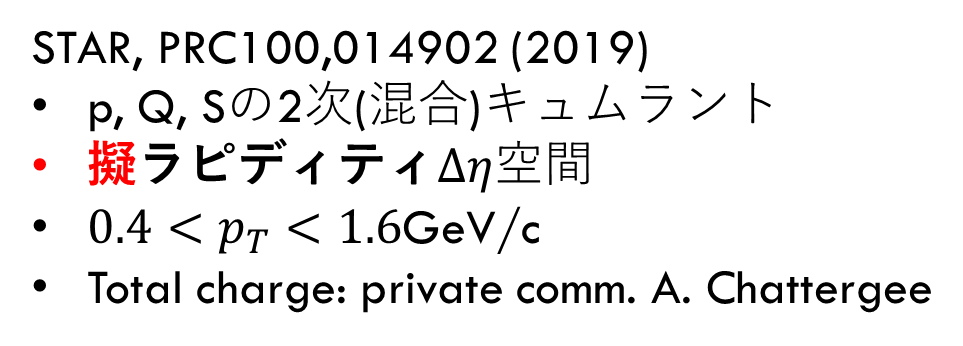 STAR, PRC100,014902 (2019)
• p, Q, Sの2次(混合)キュムラント
• 擬ラピディティΔη空間
• 0.4 < p_T < 1.6GeV/c
• Total charge: private comm. A. Chattergee